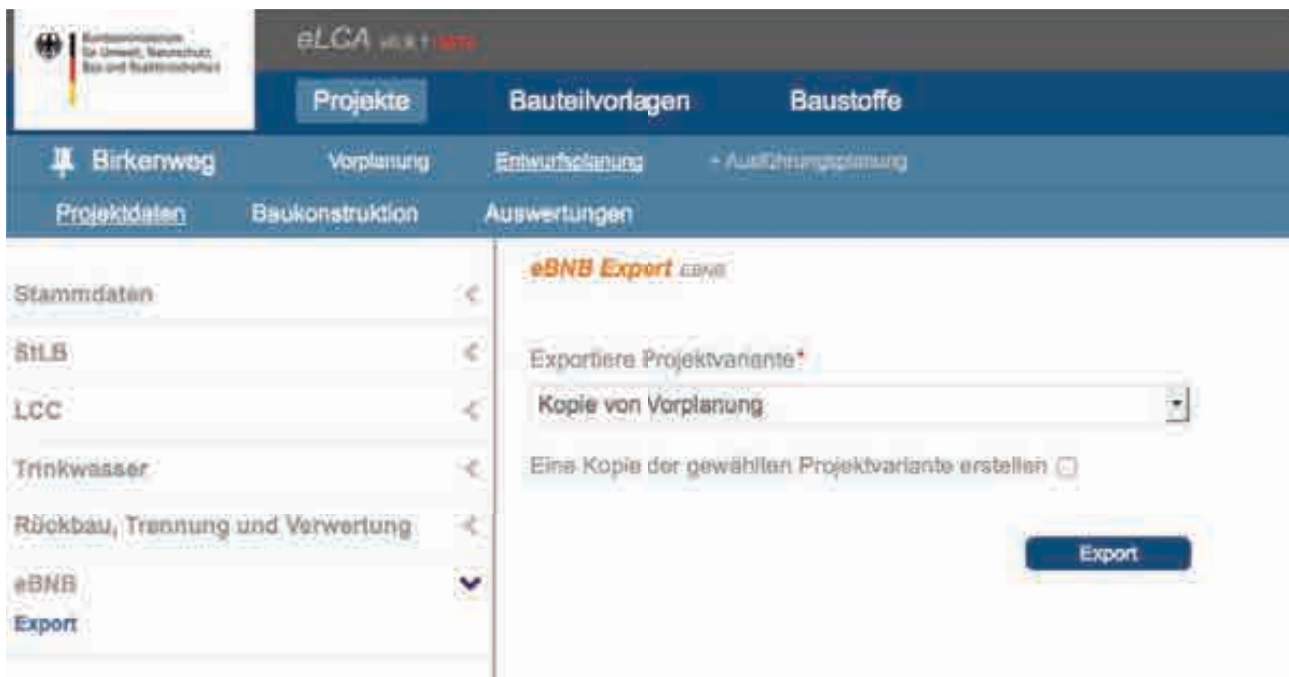 Bundesministerium
für Umwelt, Naturschutz,
Bau und Reaktorsicherheit
eLCA BETA
Projekte Bauteilvorlagen Baustoffe
Birkenweg Vorplanung Entwurfsplanung + Ausführungsplanung
Projektdaten Baukonstruktion Auswertungen
Stammdaten
StLB
LCC
Trinkwasser
Rückbau, Trennung und Verwertung
eBNB
Export
eBNB Export EBNB
Exportiere Projektvariante*
Kopie von Vorplanung
Eine Kopie der gewählten Projektvariante erstellen
Export